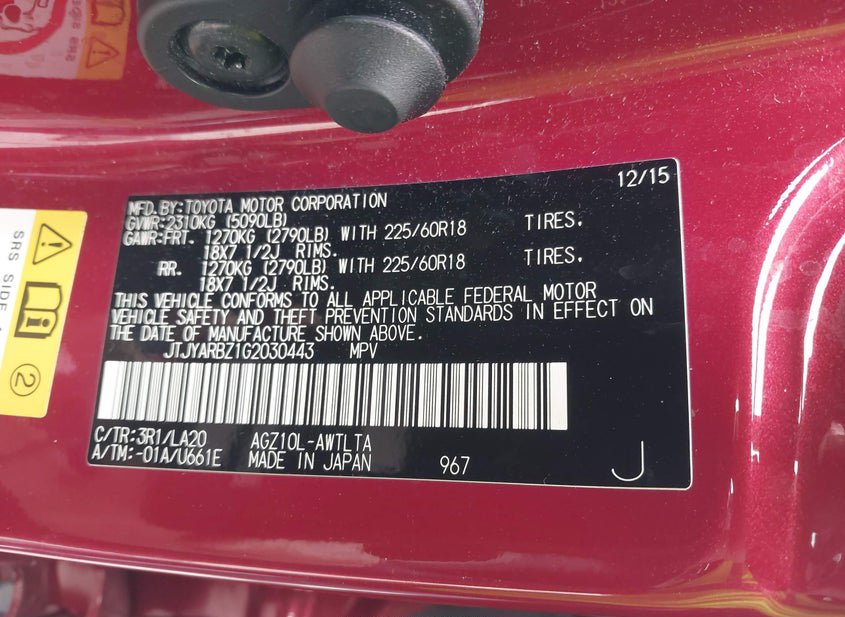 12/15
MFD.BY:TOYOTA MOTOR CORPORATION
GVWR:2310KG (5090LB)
GAWR:FRT. 1270KG (2790LB) WITH 225/60R18 TIRES.
18X7 1/2J RIMS.
RR. 1270KG (2790LB) WITH 225/60R18 TIRES.
18X7 1/2J RIMS.
THIS VEHICLE CONFORMS TO ALL APPLICABLE FEDERAL MOTOR
VEHICLE SAFETY AND THEFT PREVENTION STANDARDS IN EFFECT ON
THE DATE OF MANUFACTURE SHOWN ABOVE.
JTJYARBZ1G2030443 MPV
C/TR:3R1/LA20 AGZ10L-AWTLTA
A/TM:-01A/U661E MADE IN JAPAN 967 J
SRS SIDE
2